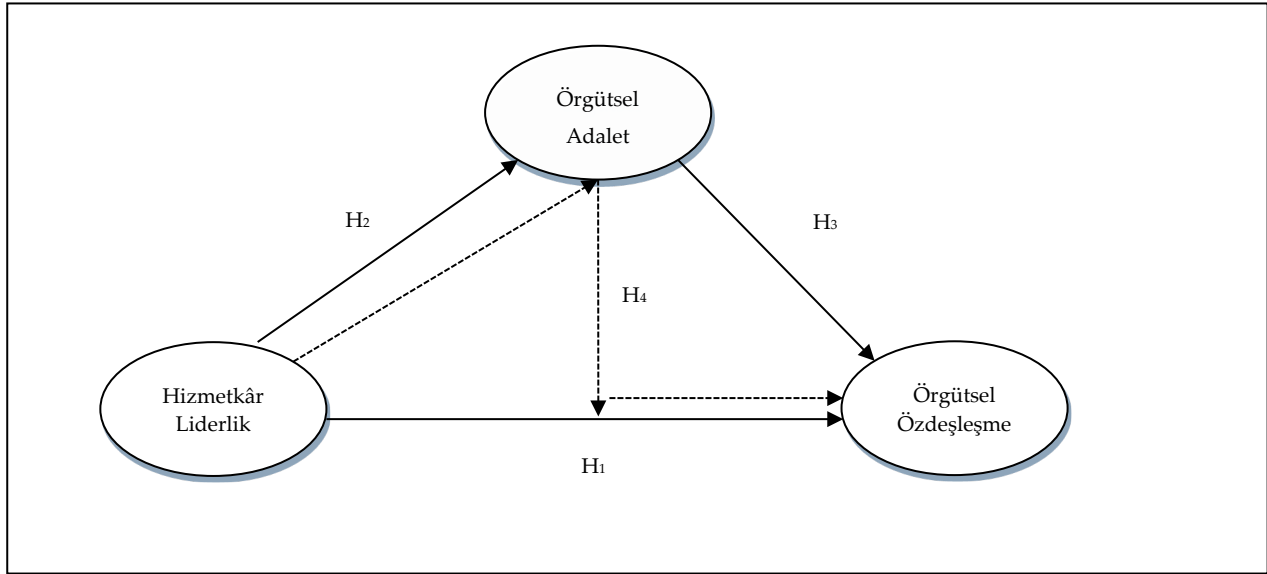 Örgütsel
Adalet
H2
H3
H4
Hizmetkâr
Liderlik
Örgütsel
Özdeşleşme
H1